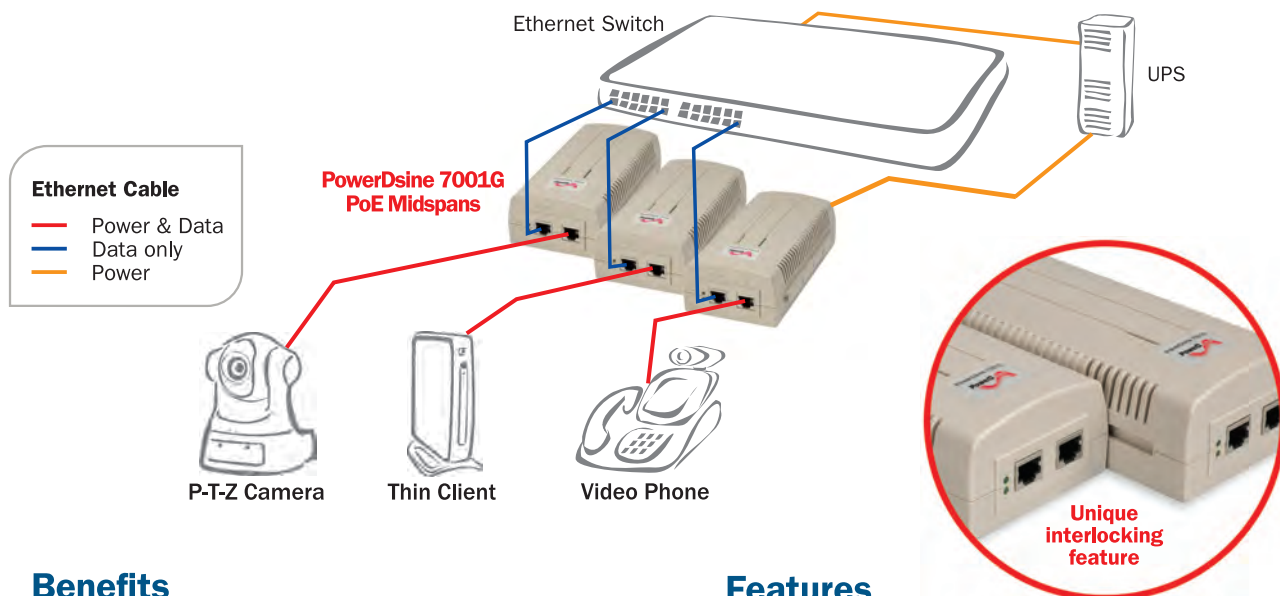 Ethernet Switch
UPS
Ethernet Cable
Power & Data
Data only
Power
PowerDsine 7001G
PoE Midspans
P-T-Z Camera
Thin Client
Video Phone
Unique
interlocking
feature
Benefits
Features